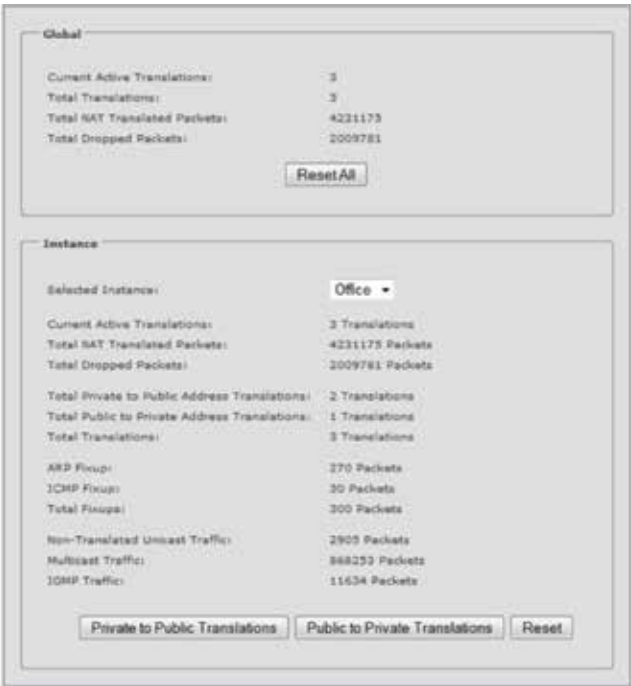 Global
Current Active Translations: 3
Total Translations: 3
Total NAT Translated Packets: 4231175
Total Dropped Packets: 2009781
Reset All
Instance
Selected Instance: Office
Current Active Translations: 3 Translations
Total NAT Translated Packets: 4231175 Packets
Total Dropped Packets: 2009781 Packets
Total Private to Public Address Translations: 2 Translations
Total Public to Private Address Translations: 1 Translations
Total Translations: 3 Translations
ARP Fixup: 270 Packets
ICMP Fixup: 30 Packets
Total Fixups: 300 Packets
Non-Translated Unicast Traffic: 2905 Packets
Multicast Traffic: 868253 Packets
IGMP Traffic: 11634 Packets
Private to Public Translations Public to Private Translations Reset